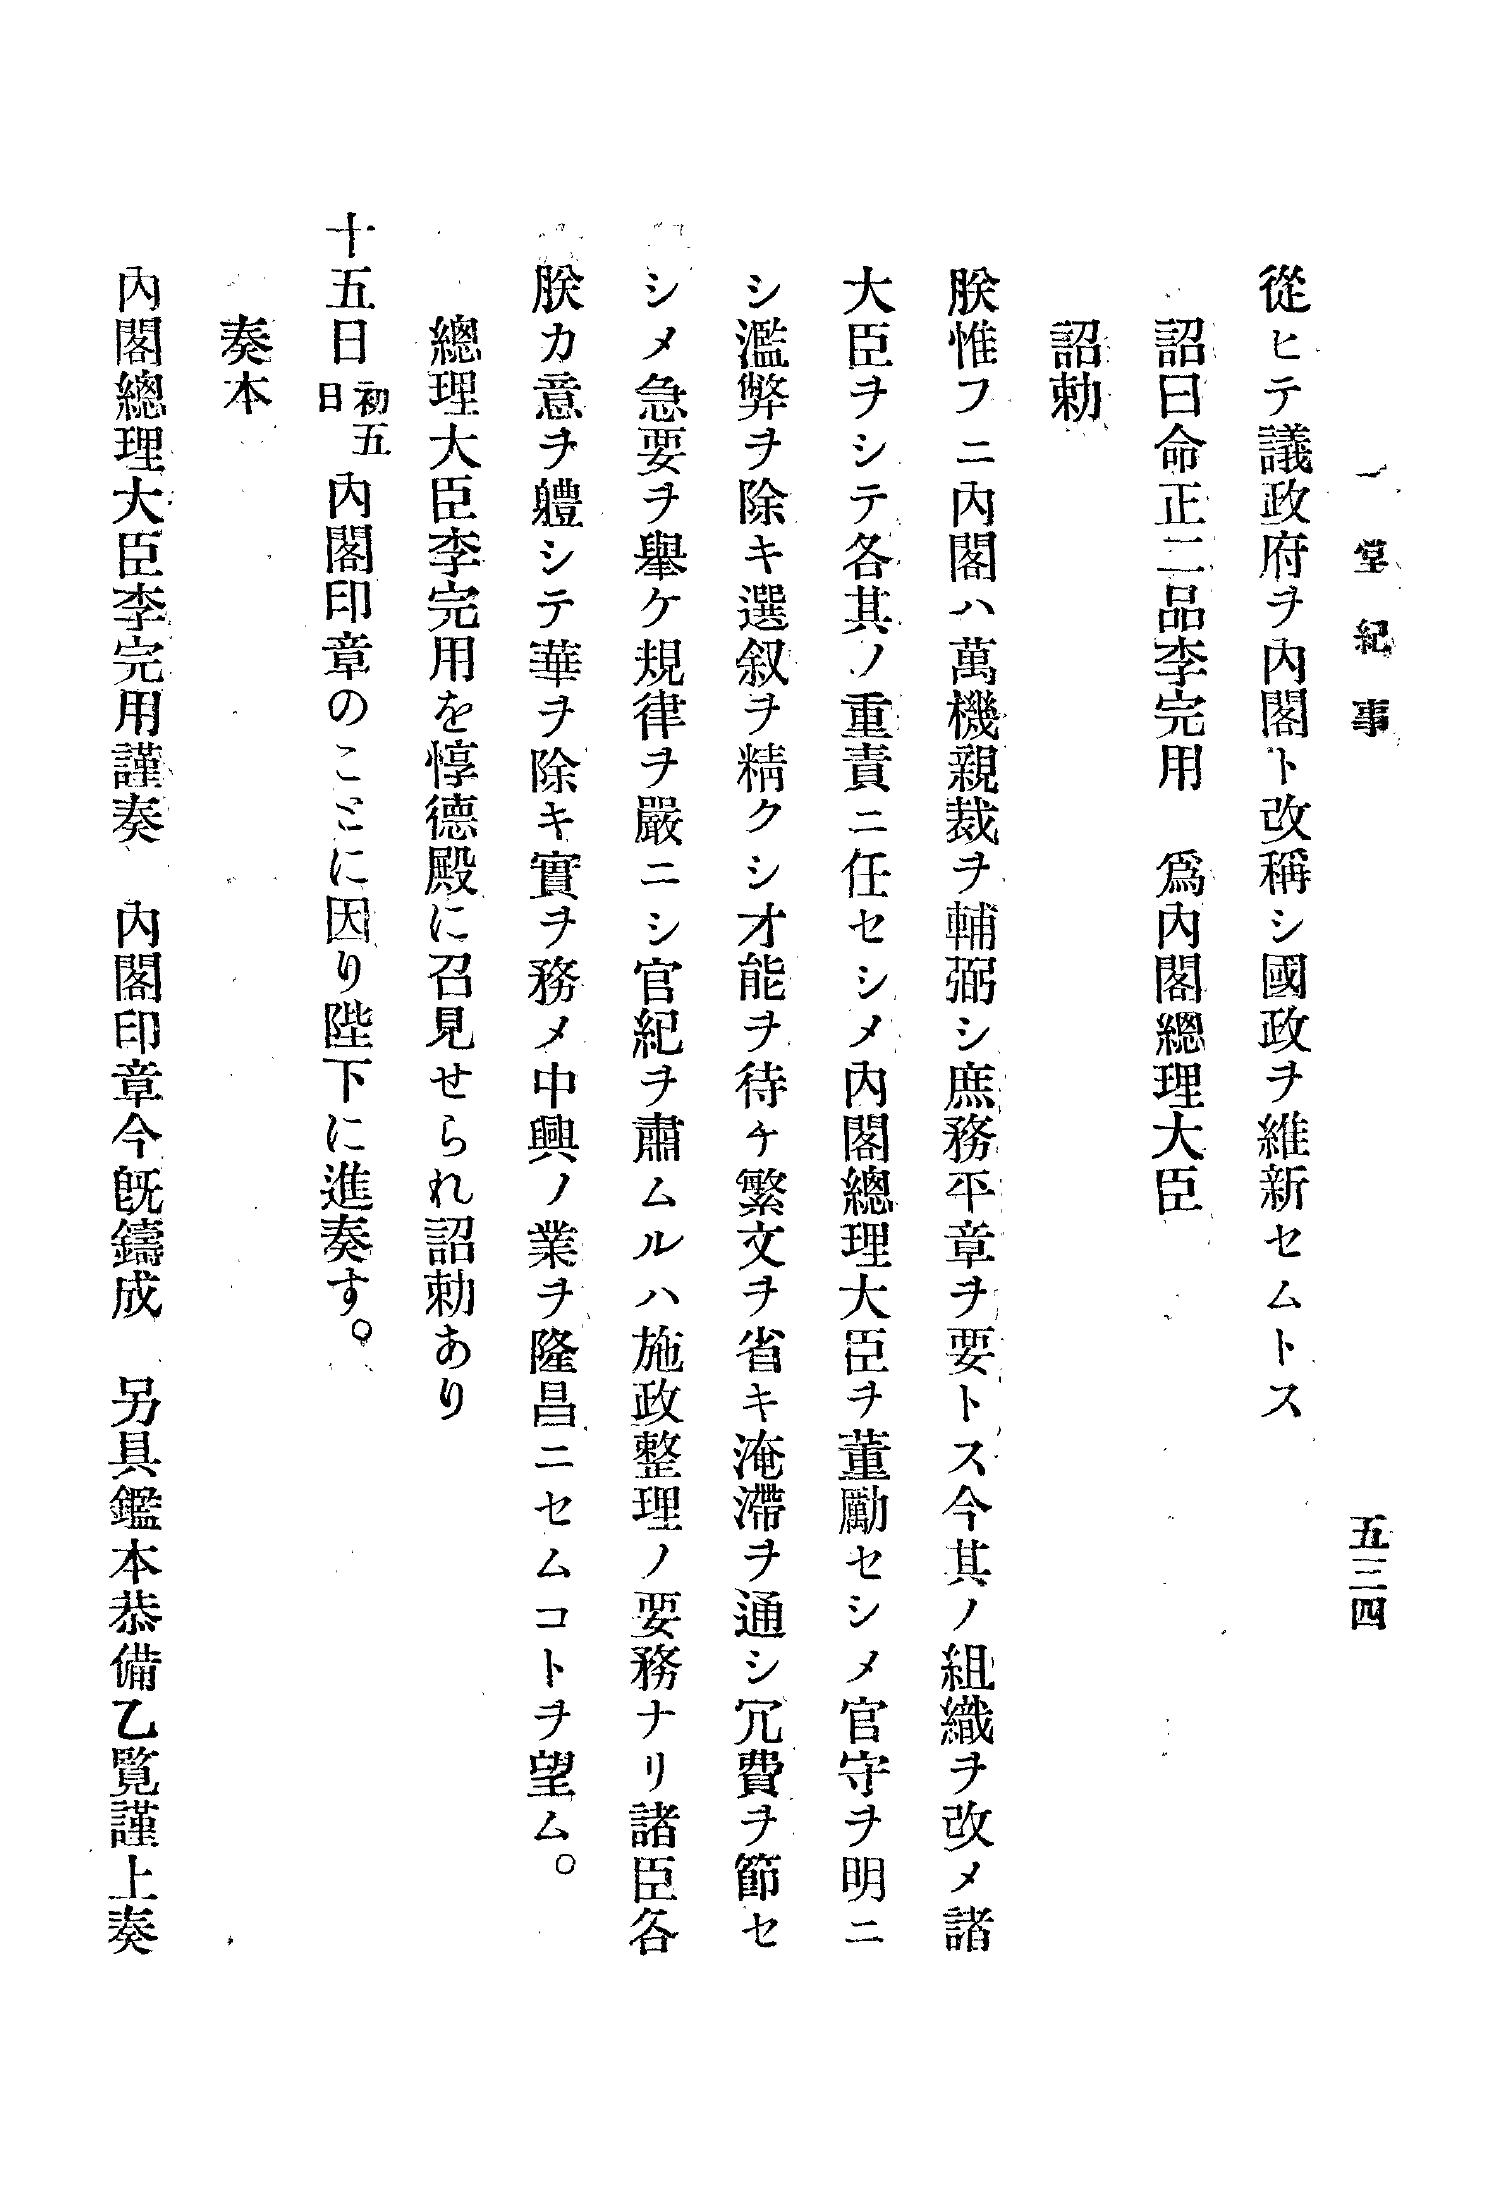 一堂紀事
五三四
從ヒテ議政府ヲ內閣ト改稱シ國政ヲ維新セムトス
詔曰命正二品李完用　爲內閣總理大臣
詔勅
朕惟フニ內閣ハ萬機親裁ヲ輔弼シ庶務平章ヲ要トス今其ノ組織ヲ改メ諸
大臣ヲシテ各其ノ重責ニ任セシメ內閣總理大臣ヲ董勵セシメ官守ヲ明ニ
シ濫弊ヲ除キ選叙ヲ精クシ才能ヲ待チ繁文ヲ省キ淹滯ヲ通シ冗費ヲ節セ
シメ急要ヲ擧ケ規律ヲ嚴ニシ官紀ヲ肅ムルハ施政整理ノ要務ナリ諸臣各
朕カ意ヲ軆シテ華ヲ除キ實ヲ務メ中興ノ業ヲ隆昌ニセムコトヲ望ム。
總理大臣李完用を惇德殿に召見せられ詔勅あり
十五日初五日內閣印章のことに因り陛下に進奏す。
奏本
內閣總理大臣李完用謹奏　內閣印章今旣鑄成　另具鑑本恭備乙覽謹上奏